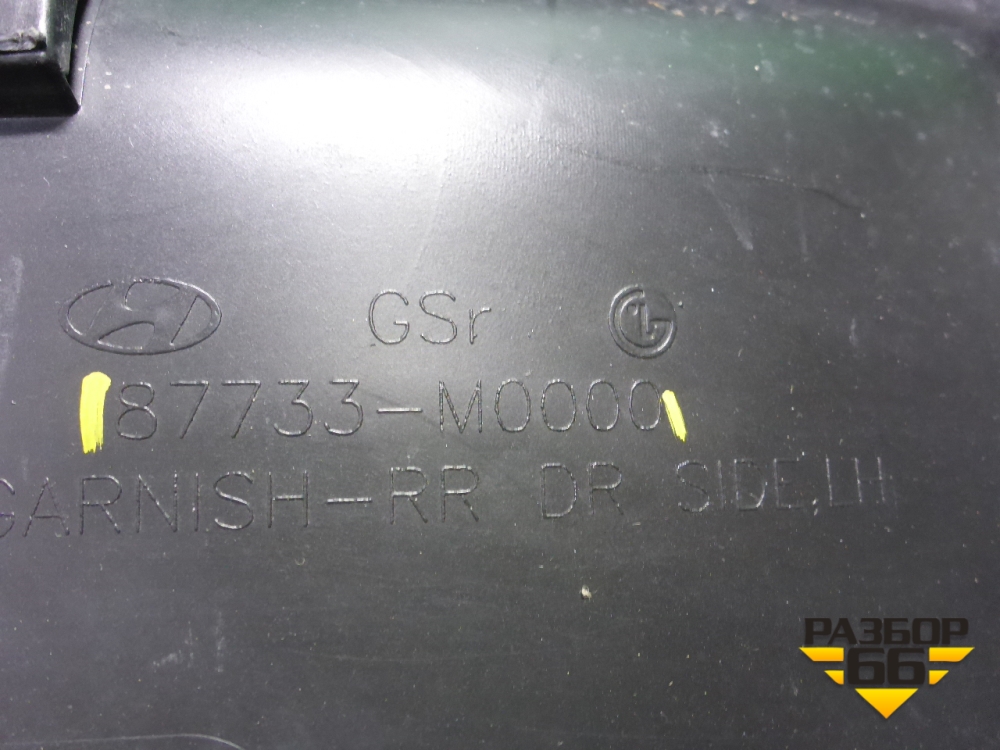 GSr
87733-M0000
GARNISH-RR DR SIDE LH
РАЗБОР
66